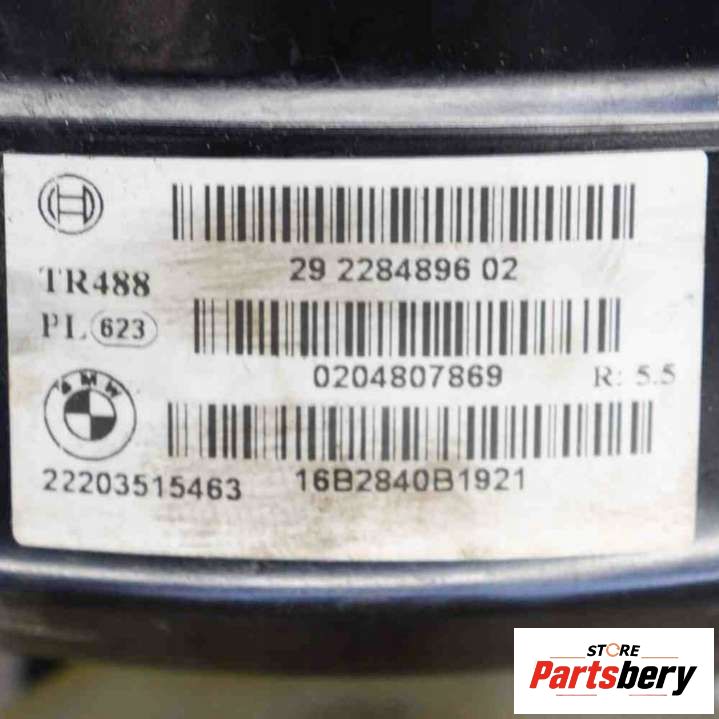 29 2284896 02
TR488
PL 623
0204807869 R: 5.5
BMW
22203515463 16B2840B1921
STORE
Partsbery